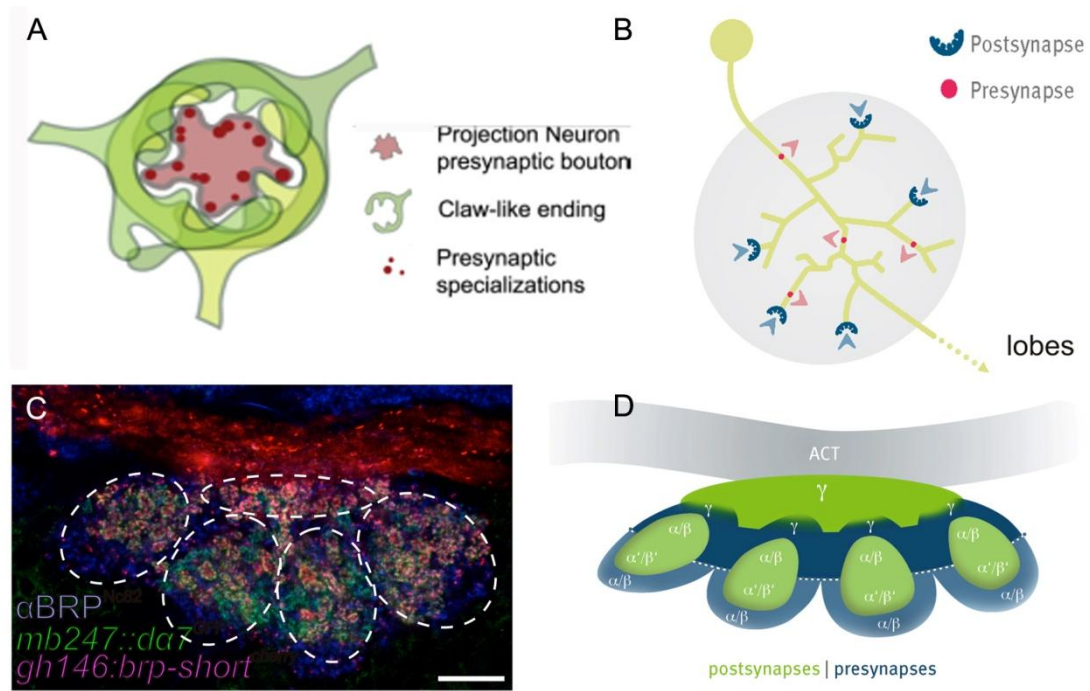 A
Projection Neuron
presynaptic bouton
Claw-like ending
Presynaptic
specializations
B
Postsynapse
Presynapse
lobes
C
αBRP
mb247::dα7
gh146:brp-short
D
ACT
γ
γ
γ
γ
γ
α/β
α'/β'
α/β
α/β
α'/β'
α/β
α/β
α'/β'
α/β
α/β
α'/β'
α/β
postsynapses | presynapses